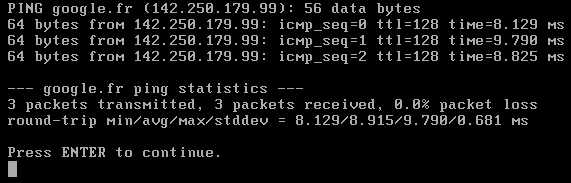 PING google.fr (142.250.179.99): 56 data bytes
64 bytes from 142.250.179.99: icmp_seq=0 ttl=128 time=8.129 ms
64 bytes from 142.250.179.99: icmp_seq=1 ttl=128 time=9.790 ms
64 bytes from 142.250.179.99: icmp_seq=2 ttl=128 time=8.825 ms
--- google.fr ping statistics ---
3 packets transmitted, 3 packets received, 0.0% packet loss
round-trip min/avg/max/stddev = 8.129/8.915/9.790/0.681 ms
Press ENTER to continue.